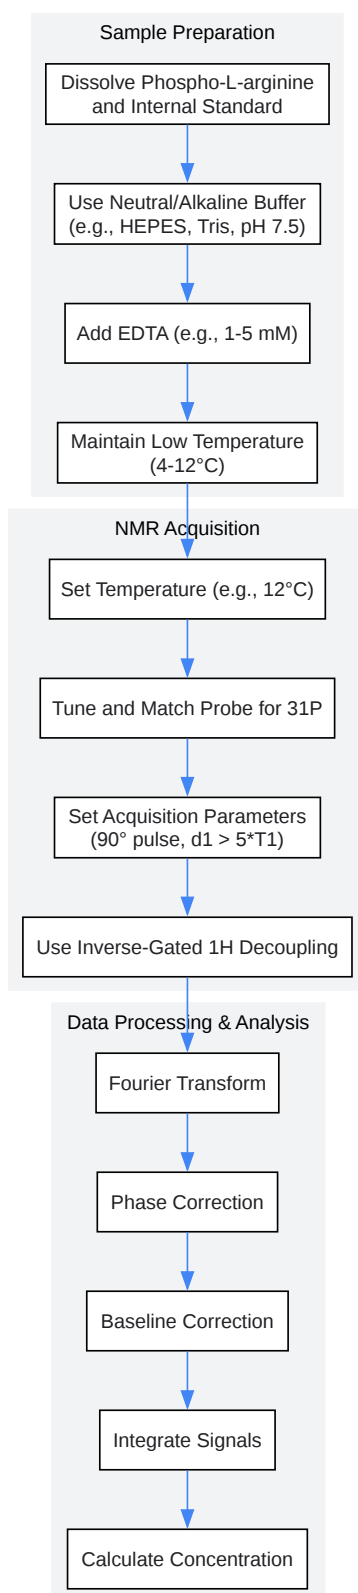 Sample Preparation
Dissolve Phospho-L-arginine
and Internal Standard
Use Neutral/Alkaline Buffer
(e.g., HEPES, Tris, pH 7.5)
Add EDTA (e.g., 1-5 mM)
Maintain Low Temperature
(4-12°C)
NMR Acquisition
Set Temperature (e.g., 12°C)
Tune and Match Probe for 31P
Set Acquisition Parameters
(90° pulse, d1 > 5*T1)
Use Inverse-Gated 1H Decoupling
Data Processing & Analysis
Fourier Transform
Phase Correction
Baseline Correction
Integrate Signals
Calculate Concentration